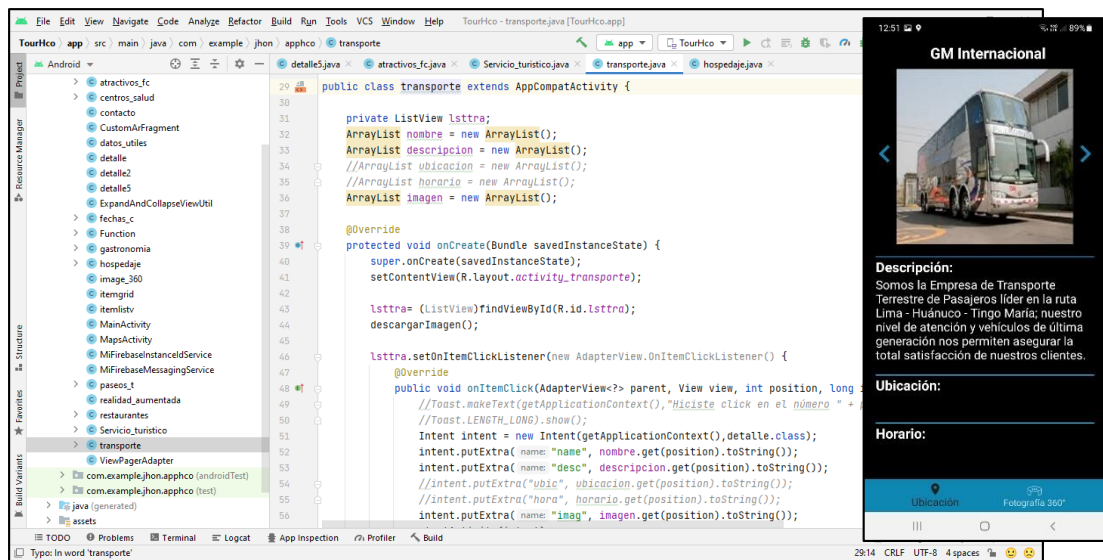 File Edit View Navigate Code Analyze Refactor Build Run Tools VCS Window Help TourHco - transporte.java [TourHco.app]
TourHco app src main java com example jhon apphco transporte
app TourHco
Android
detalle5.java atractivos_fc.java Servicio_turistico.java transporte.java hospedaje.java
Project
Resource Manager
Structure
Favorites
Build Variants
atractivos_fc
centros_salud
contacto
CustomArFragment
datos_utiles
detalle
detalle2
detalle5
ExpandAndCollapseViewUtil
fechas_c
Function
gastronomia
hospedaje
image_360
itemgrid
itemlistv
MainActivity
MapsActivity
MiFirebaseInstanceIdService
MiFirebaseMessagingService
paseos_t
realidad_aumentada
restaurantes
Servicio_turistico
transporte
ViewPagerAdapter
com.example.jhon.apphco (androidTest)
com.example.jhon.apphco (test)
java (generated)
assets
29 public class transporte extends AppCompatActivity {
30
31 private ListView lsttra;
32 ArrayList nombre = new ArrayList();
33 ArrayList descripcion = new ArrayList();
34 //ArrayList ubicacion = new ArrayList();
35 //ArrayList horario = new ArrayList();
36 ArrayList imagen = new ArrayList();
37
38 @Override
39 protected void onCreate(Bundle savedInstanceState) {
40 super.onCreate(savedInstanceState);
41 setContentView(R.layout.activity_transporte);
42
43 lsttra= (ListView)findViewById(R.id.lsttra);
44 descargarImagen();
45
46 lsttra.setOnItemClickListener(new AdapterView.OnItemClickListener() {
47 @Override
48 public void onItemClick(AdapterView<?> parent, View view, int position, long i
49 //Toast.makeText(getApplicationContext(),"Hiciste click en el número " + p
50 //Toast.LENGTH_LONG).show();
51 Intent intent = new Intent(getApplicationContext(),detalle.class);
52 intent.putExtra( name: "name", nombre.get(position).toString());
53 intent.putExtra( name: "desc", descripcion.get(position).toString());
54 //intent.putExtra("ubic", ubicacion.get(position).toString());
55 //intent.putExtra("hora", horario.get(position).toString());
56 intent.putExtra( name: "imag", imagen.get(position).toString());
TODO Problems Terminal Logcat App Inspection Profiler Build
Typo: In word 'transporte' 29:14 CRLF UTF-8 4 spaces
12:51 89%
GM Internacional
Descripción:
Somos la Empresa de Transporte
Terrestre de Pasajeros líder en la ruta
Lima - Huánuco - Tingo María; nuestro
nivel de atención y vehículos de última
generación nos permiten asegurar la
total satisfacción de nuestros clientes.
Ubicación:
Horario:
Ubicación Fotografía 360°